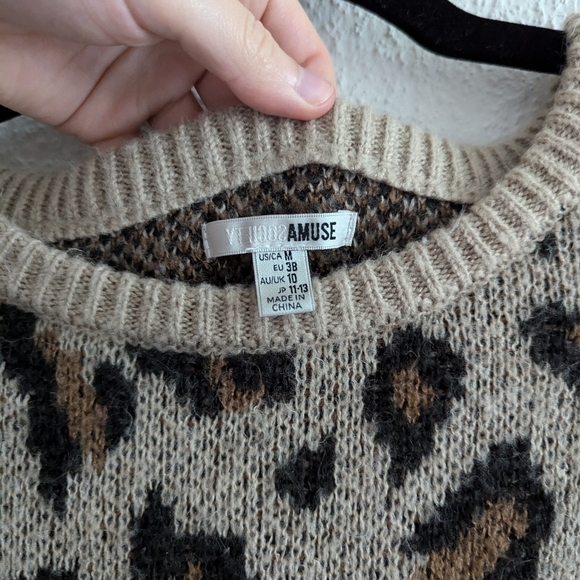 AMUSE
US/CA M
EU 38
AU/UK 10
JP 11-13
MADE IN
CHINA